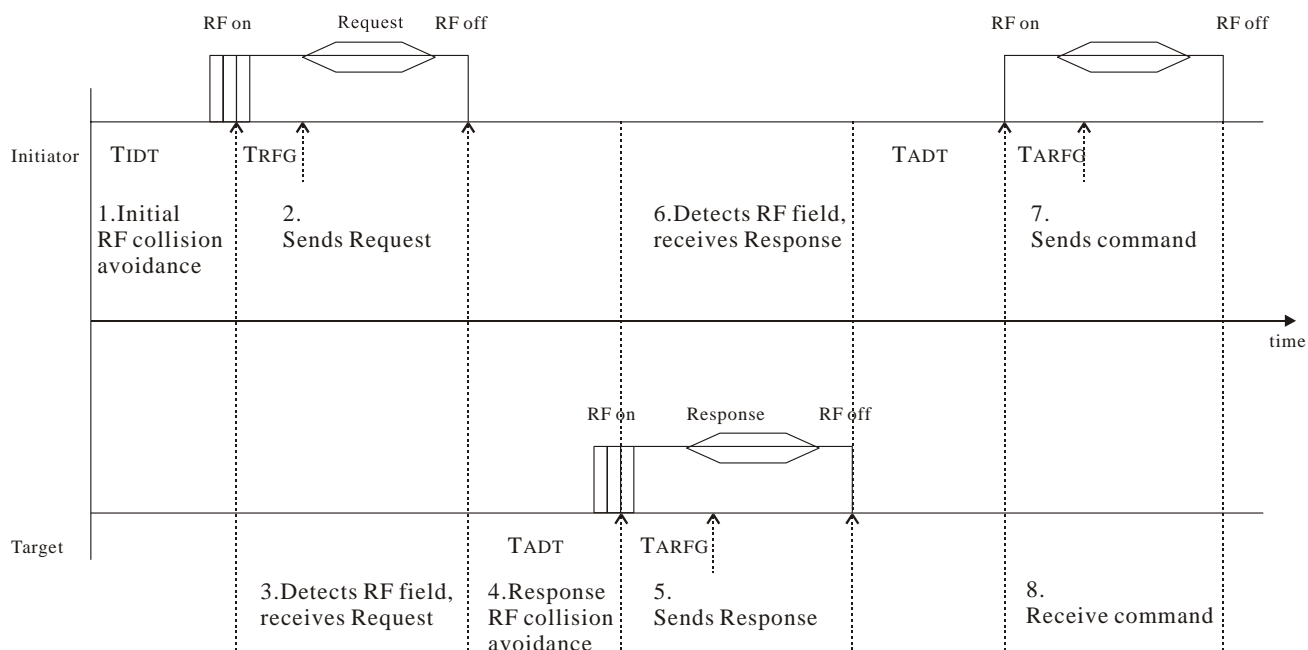 RF on Request RF off RF on RF off
Initiator TIDT TRFG TADT TARFG
1.Initial
RF collision
avoidance
2.
Sends Request
6.Detects RF field,
receives Response
7.
Sends command
time
RF on Response RF off
Target TADT TARFG
3.Detects RF field,
receives Request
4.Response
RF collision
avoidance
5.
Sends Response
8.
Receive command